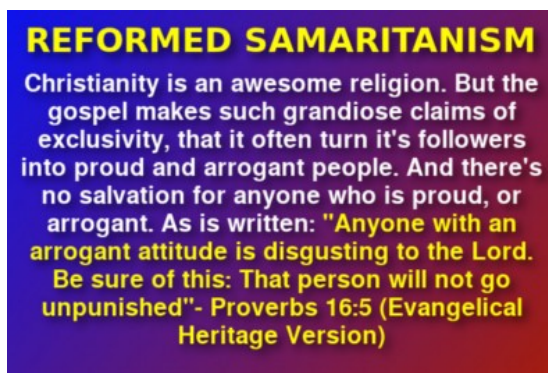 REFORMED SAMARITANISM
Christianity is an awesome religion. But the
gospel makes such grandiose claims of
exclusivity, that it often turn it's followers
into proud and arrogant people. And there's
no salvation for anyone who is proud, or
arrogant. As is written: "Anyone with an
arrogant attitude is disgusting to the Lord.
Be sure of this: That person will not go
unpunished"- Proverbs 16:5 (Evangelical
Heritage Version)